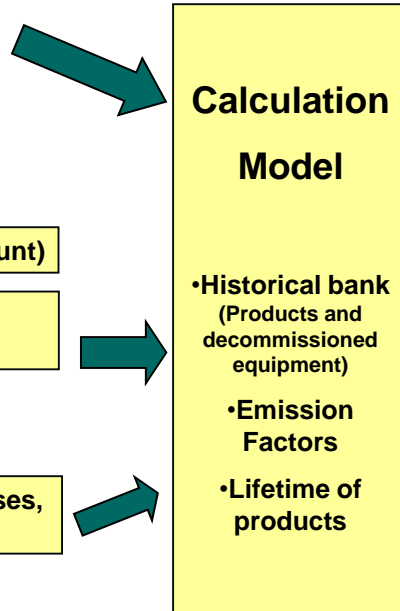 Calculation
Model
unt)
•Historical bank
(Products and
decommissioned
equipment)
•Emission
Factors
ses,
•Lifetime of
products